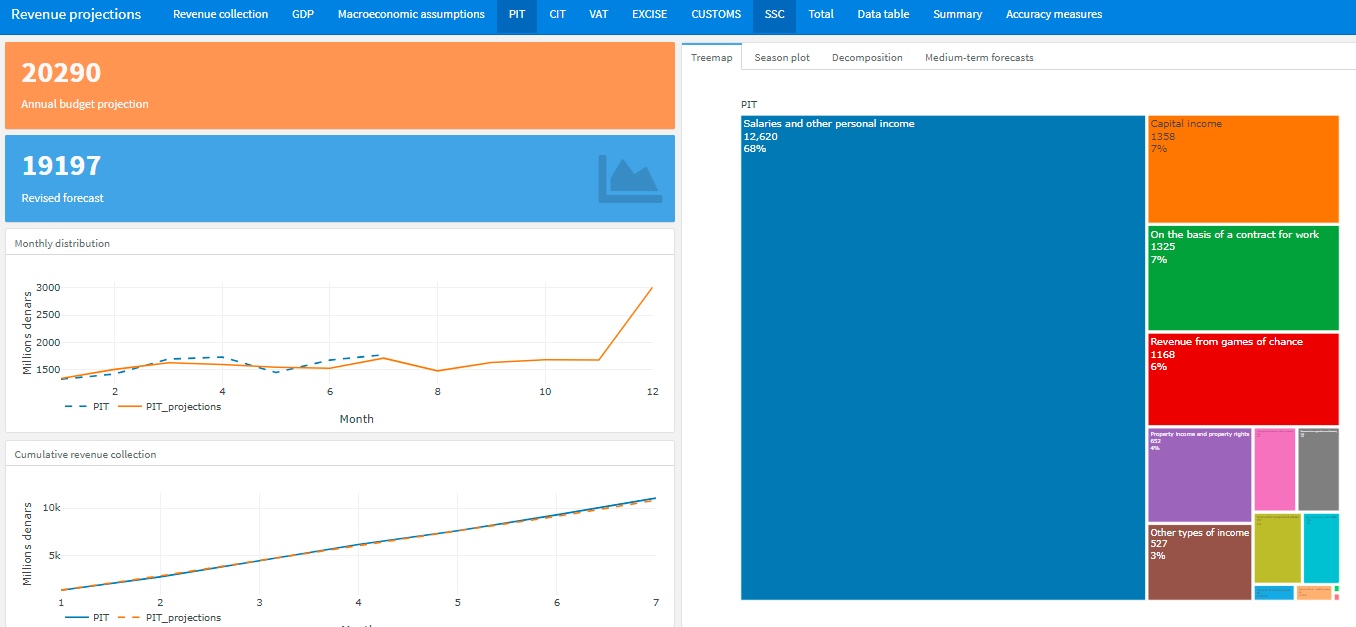 Revenue projections
Revenue collection
GDP
Macroeconomic assumptions
PIT
CIT
VAT
EXCISE
CUSTOMS
SSC
Total
Data table
Summary
Accuracy measures
20290
Annual budget projection
19197
Revised forecast
Monthly distribution
3000
2500
2000
1500
Millions denars
2
4
6
8
10
12
PIT
PIT_projections
Month
Cumulative revenue collection
10k
5k
Millions denars
1
2
3
4
5
6
7
PIT
PIT_projections
Treemap
Season plot
Decomposition
Medium-term forecasts
PIT
Salaries and other personal income
12,620
68%
Capital income
1358
7%
On the basis of a contract for work
1325
7%
Revenue from games of chance
1168
6%
Property income and property rights
652
4%
Other types of income
527
3%